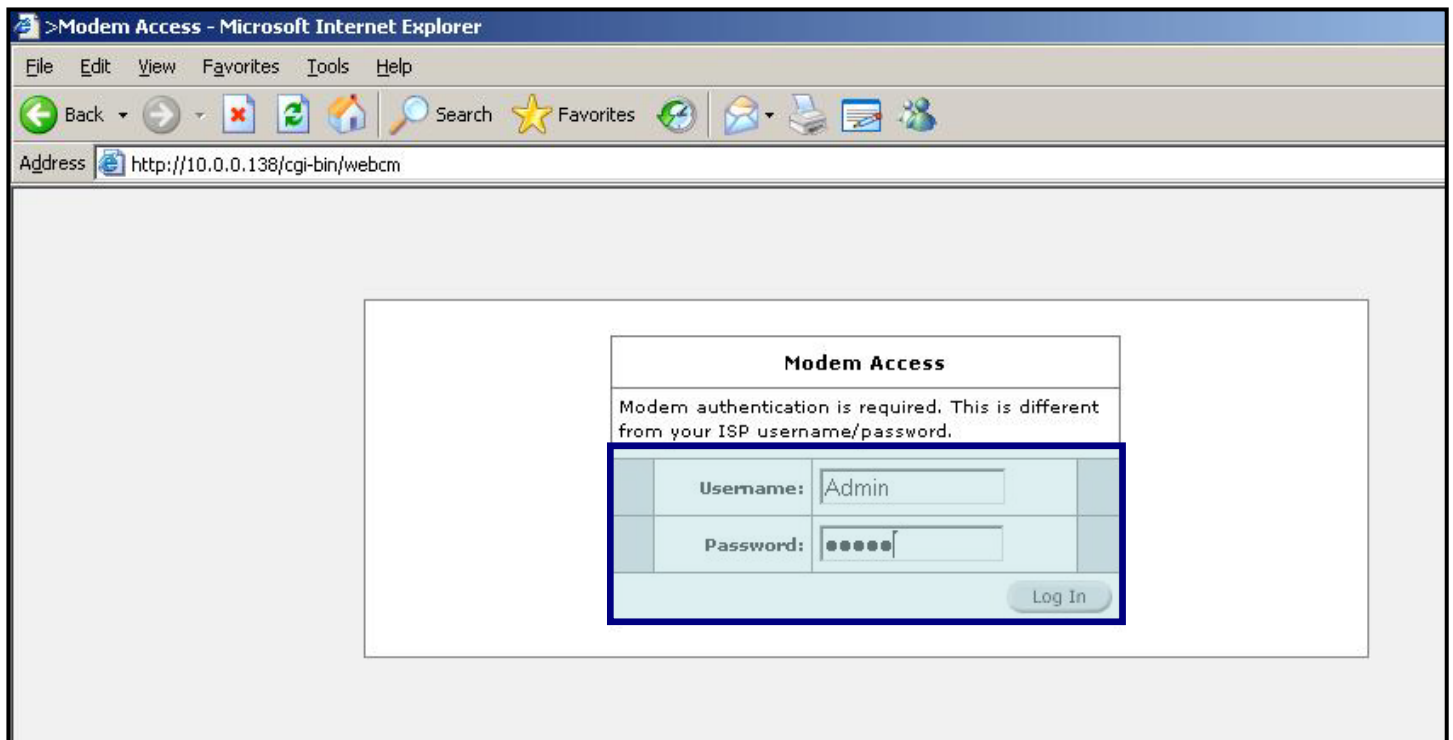 >Modem Access - Microsoft Internet Explorer
File Edit View Favorites Tools Help
Back Search Favorites
Address http://10.0.0.138/cgi-bin/webcm
Modem Access
Modem authentication is required. This is different
from your ISP username/password.
Username: Admin
Password: •••••
Log In